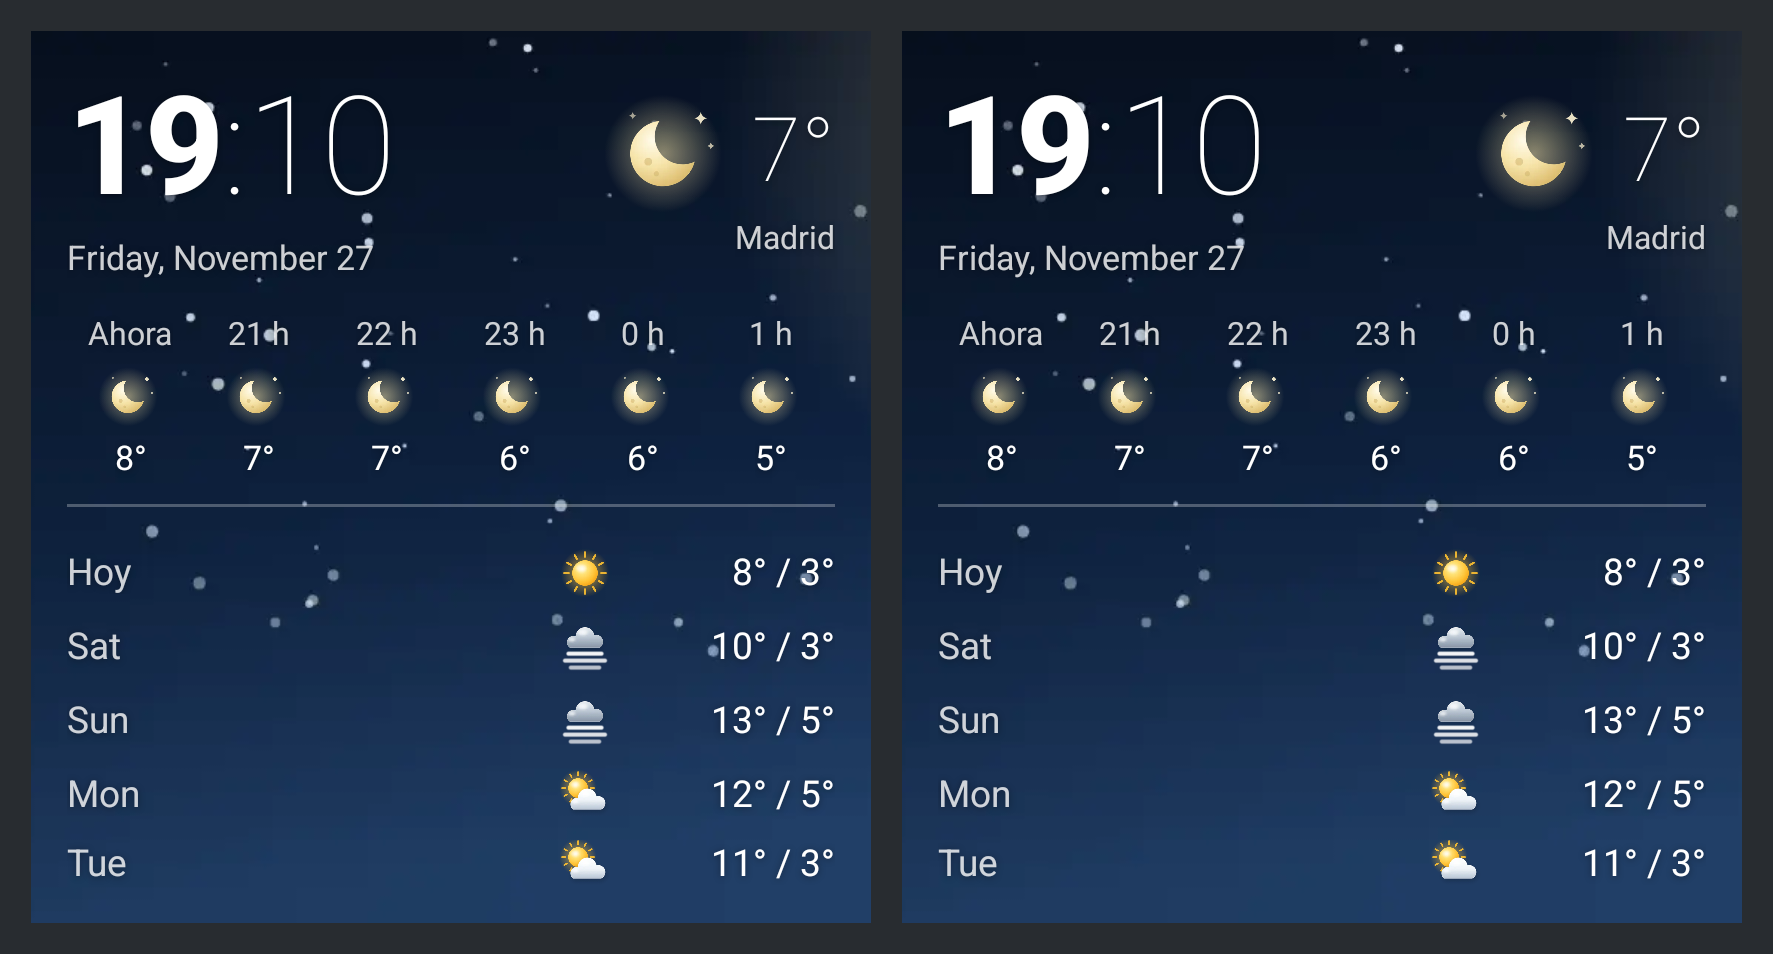 19:10
7°
Madrid
Friday, November 27
Ahora 21 h 22 h 23 h 0 h 1 h
8° 7° 7° 6° 6° 5°
Hoy 8° / 3°
Sat 10° / 3°
Sun 13° / 5°
Mon 12° / 5°
Tue 11° / 3°
19:10
7°
Madrid
Friday, November 27
Ahora 21 h 22 h 23 h 0 h 1 h
8° 7° 7° 6° 6° 5°
Hoy 8° / 3°
Sat 10° / 3°
Sun 13° / 5°
Mon 12° / 5°
Tue 11° / 3°